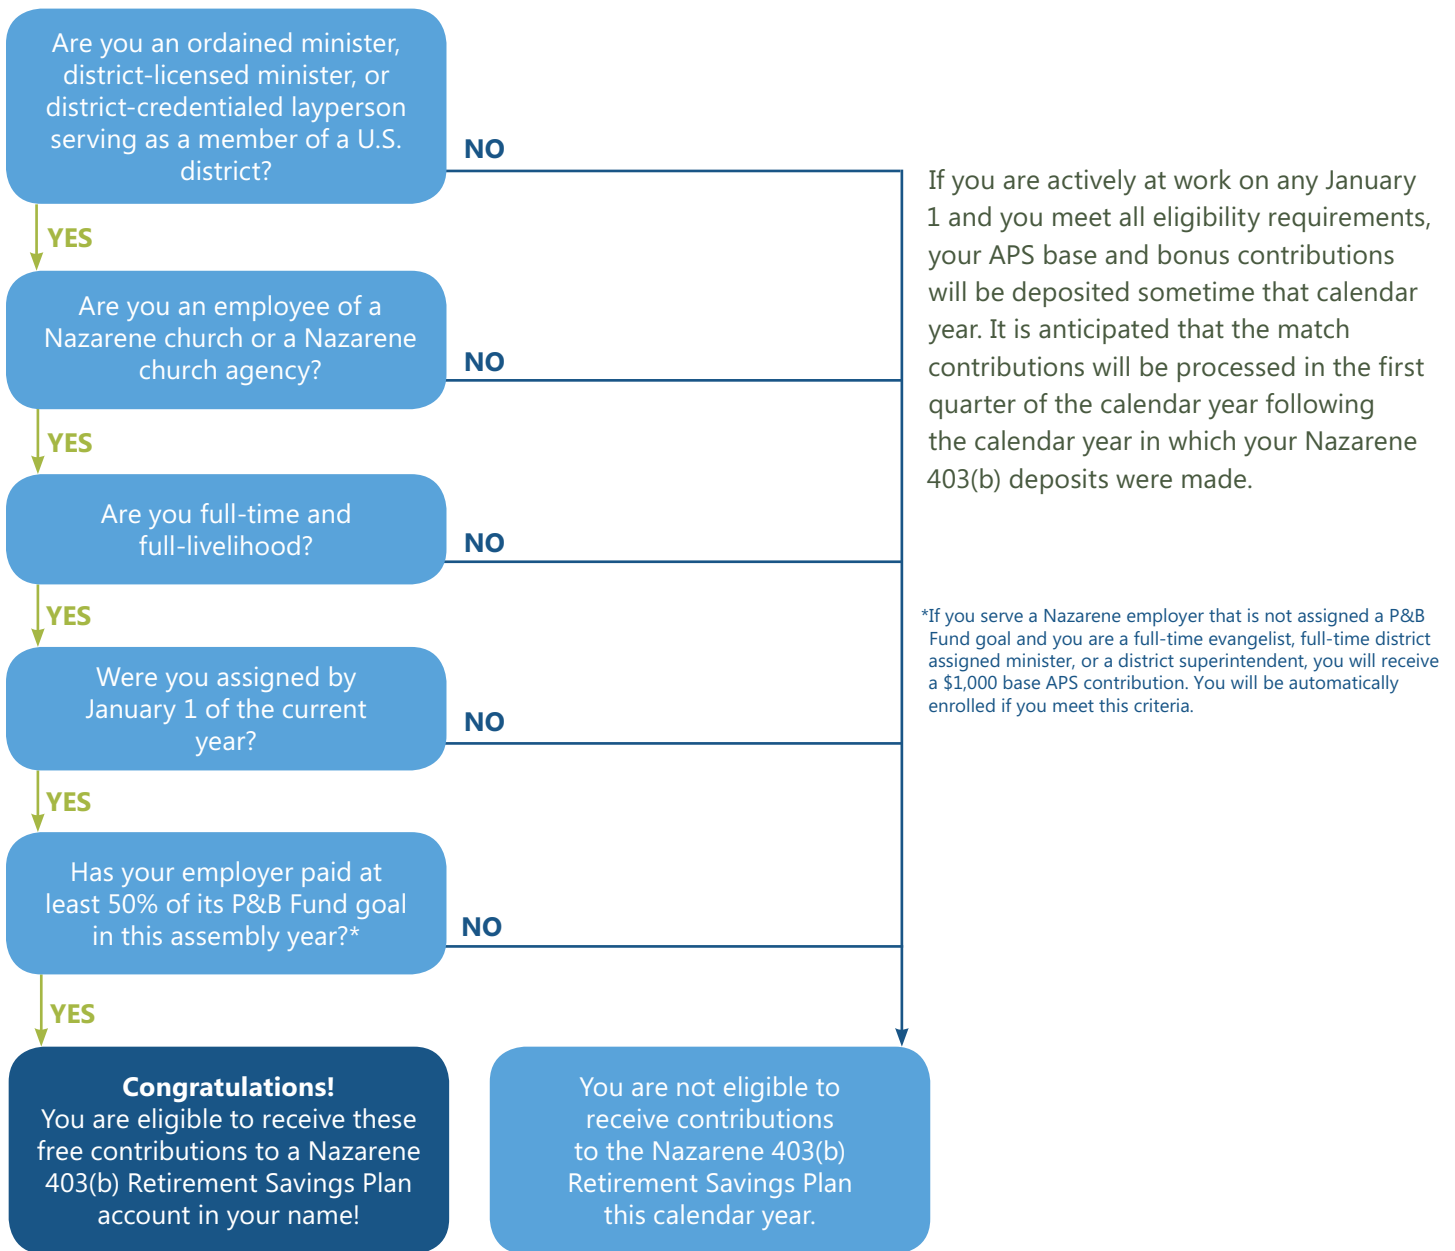 Are you an ordained minister,
district-licensed minister, or
district-credentialed layperson
serving as a member of a U.S.
district?
NO
YES
Are you an employee of a
Nazarene church or a Nazarene
church agency?
NO
YES
Are you full-time and
full-livelihood?
NO
YES
Were you assigned by
January 1 of the current
year?
NO
YES
Has your employer paid at
least 50% of its P&B Fund goal
in this assembly year?*
NO
YES
Congratulations!
You are eligible to receive these
free contributions to a Nazarene
403(b) Retirement Savings Plan
account in your name!
You are not eligible to
receive contributions
to the Nazarene 403(b)
Retirement Savings Plan
this calendar year.
If you are actively at work on any January
1 and you meet all eligibility requirements,
your APS base and bonus contributions
will be deposited sometime that calendar
year. It is anticipated that the match
contributions will be processed in the first
quarter of the calendar year following
the calendar year in which your Nazarene
403(b) deposits were made.
*If you serve a Nazarene employer that is not assigned a P&B
Fund goal and you are a full-time evangelist, full-time district
assigned minister, or a district superintendent, you will receive
a $1,000 base APS contribution. You will be automatically
enrolled if you meet this criteria.